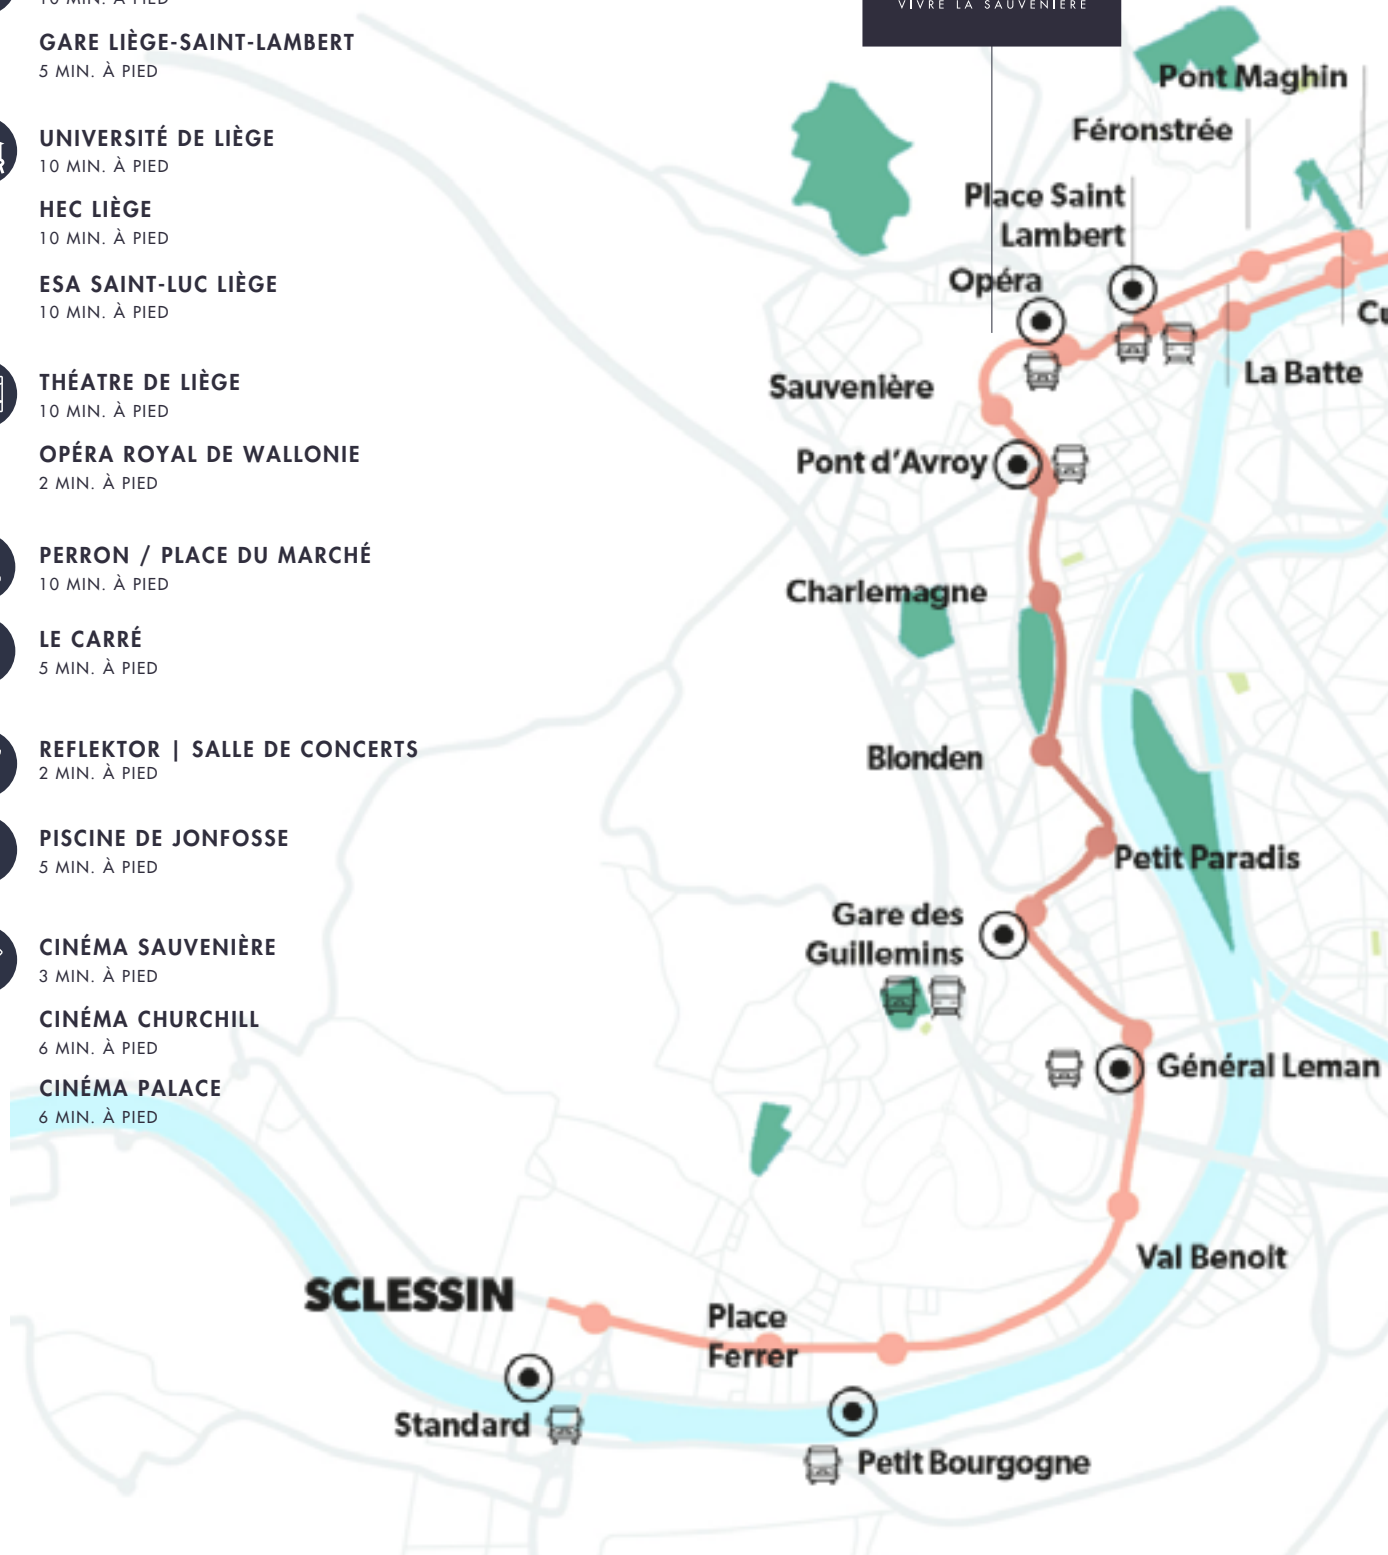 10 MIN. À PIED
GARE LIÈGE-SAINT-LAMBERT
5 MIN. À PIED
UNIVERSITÉ DE LIÈGE
10 MIN. À PIED
HEC LIÈGE
10 MIN. À PIED
ESA SAINT-LUC LIÈGE
10 MIN. À PIED
THÉATRE DE LIÈGE
10 MIN. À PIED
OPÉRA ROYAL DE WALLONIE
2 MIN. À PIED
PERRON / PLACE DU MARCHÉ
10 MIN. À PIED
LE CARRÉ
5 MIN. À PIED
REFLEKTOR | SALLE DE CONCERTS
2 MIN. À PIED
PISCINE DE JONFOSSE
5 MIN. À PIED
CINÉMA SAUVENIÈRE
3 MIN. À PIED
CINÉMA CHURCHILL
6 MIN. À PIED
CINÉMA PALACE
6 MIN. À PIED
VIVRE LA SAUVENIÈRE
Pont Maghin
Féronstrée
Place Saint
Lambert
Opéra
Cu
La Batte
Sauvenière
Pont d'Avroy
Charlemagne
Blonden
Petit Paradis
Gare des
Guillemins
Général Leman
Val Benoit
SCLESSIN
Place
Ferrer
Standard
Petit Bourgogne